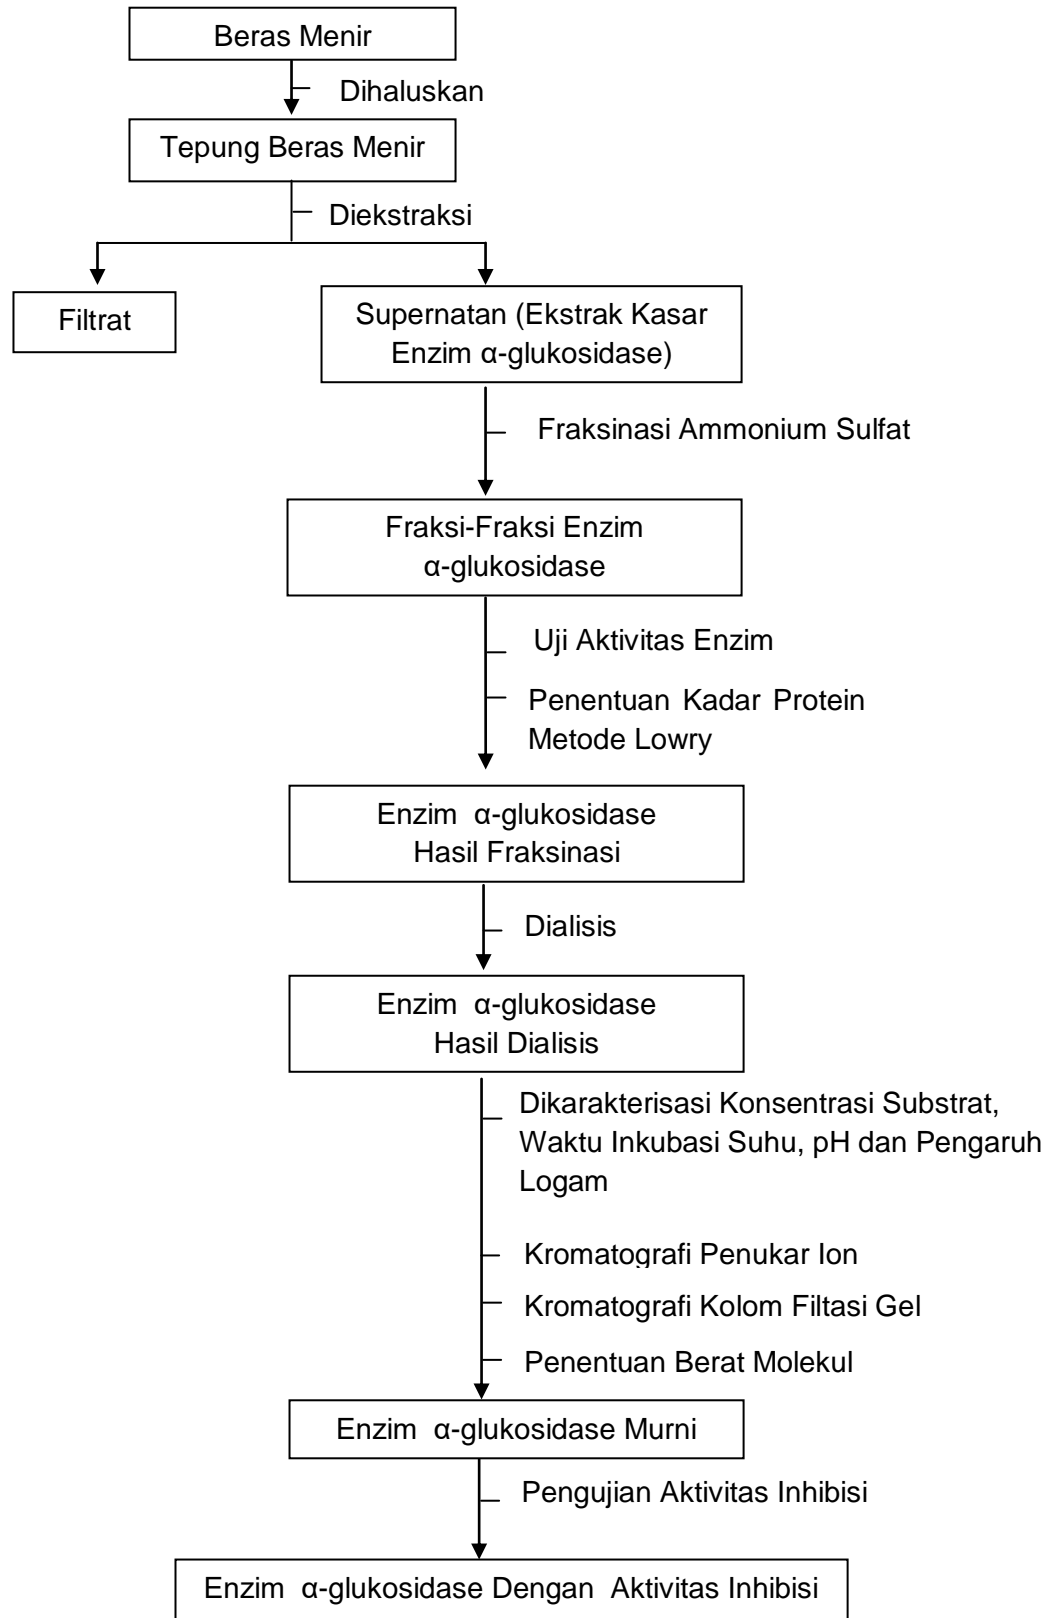 Beras Menir
Dihaluskan
Tepung Beras Menir
Diekstraksi
Filtrat
Supernatan (Ekstrak Kasar
Enzim α-glukosidase)
Fraksinasi Ammonium Sulfat
Fraksi-Fraksi Enzim
α-glukosidase
Uji Aktivitas Enzim
Penentuan Kadar Protein
Metode Lowry
Enzim α-glukosidase
Hasil Fraksinasi
Dialisis
Enzim α-glukosidase
Hasil Dialisis
Dikarakterisasi Konsentrasi Substrat,
Waktu Inkubasi Suhu, pH dan Pengaruh
Logam
Kromatografi Penukar Ion
Kromatografi Kolom Filtasi Gel
Penentuan Berat Molekul
Enzim α-glukosidase Murni
Pengujian Aktivitas Inhibisi
Enzim α-glukosidase Dengan Aktivitas Inhibisi